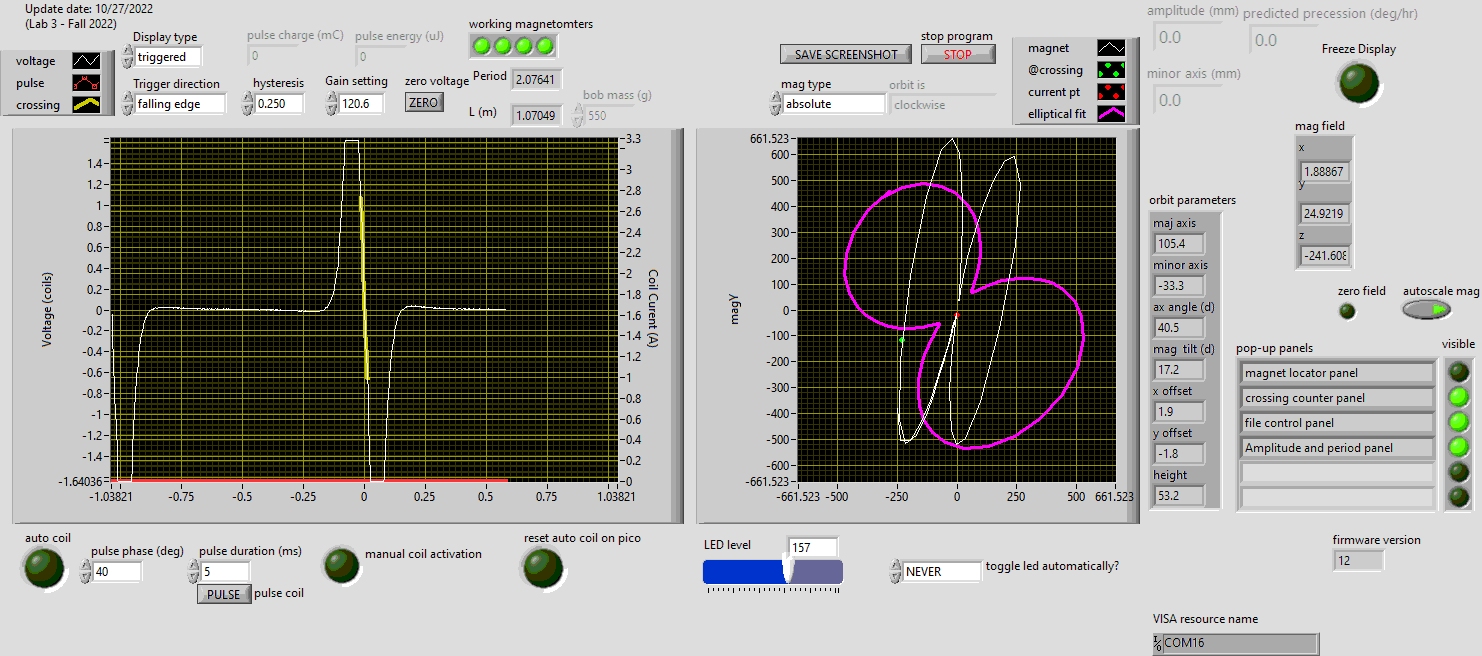 Update date: 10/27/2022
(Lab 3 - Fall 2022)
voltage
pulse
crossing
Display type
triggered
Trigger direction
falling edge
pulse charge (mC)
0
pulse energy (uJ)
0
hysteresis
0.250
Gain setting
120.6
zero voltage
ZERO
working magnetomters
Period
2.07641
L (m)
1.07049
bob mass (g)
550
SAVE SCREENSHOT
stop program
STOP
mag type
absolute
orbit is
clockwise
magnet
@crossing
current pt
elliptical fit
amplitude (mm)
0.0
predicted precession (deg/hr)
0.0
minor axis (mm)
0.0
Freeze Display
mag field
x
1.88867
y
24.9219
z
-241.608
Voltage (coils)
1.4
1.2
1
0.8
0.6
0.4
0.2
0
-0.2
-0.4
-0.6
-0.8
-1
-1.2
-1.4
-1.64036
-1.03821
-0.75
-0.5
-0.25
0
0.25
0.5
0.75
1.03821
3.3
3
2.8
2.6
2.4
2.2
2
1.8
1.6
1.4
1.2
1
0.8
0.6
0.4
0.2
0
Coil Curent (A)
magy
661.523
600
500
400
300
200
100
0
-100
-200
-300
-400
-500
-600
-661.523
-661.523
-500
-250
0
250
500
661.523
orbit parameters
maj axis
105.4
minor axis
-33.3
ax angle (d)
40.5
mag tilt (d)
17.2
x offset
1.9
y offset
-1.8
height
53.2
zero field
autoscale mag
pop-up panels
visible
magnet locator panel
crossing counter panel
file control panel
Amplitude and period panel
auto coil
pulse phase (deg)
40
pulse duration (ms)
5
PULSE
pulse coil
manual coil activation
reset auto coil on pico
LED level
157
NEVER
toggle led automatically?
firmware version
12
VISA resource name
COM16